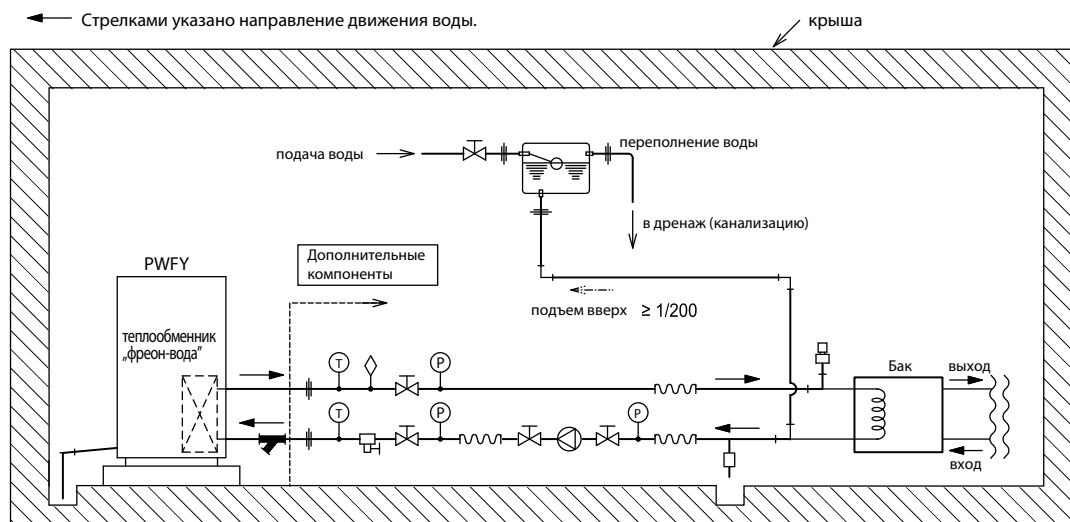 Стрелками указано направление движения воды.
крыша
подача воды
переполнение воды
в дренаж (канализацию)
PWFY
Дополнительные
компоненты
подъем вверх ≥ 1/200
теплообменник
„фреон-вода"
T
P
Бак
выход
T
P
P
вход